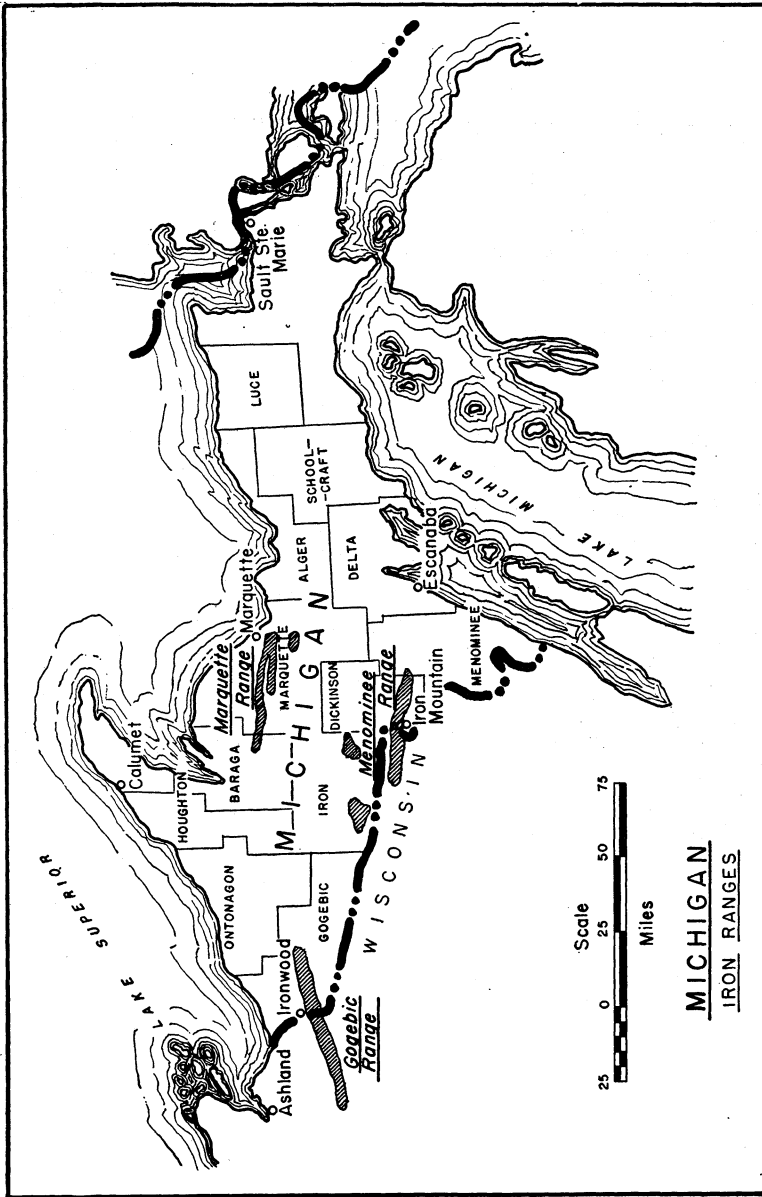 LAKE SUPERIOR
Calumet
HOUGHTON
ONTONAGON
BARAGA
Marquette
Marquette
Range
MARQUETTE
ALGER
LUCE
SCHOOL-
CRAFT
Sault Ste.
Marie
MICHIGAN
Ashland
Ironwood
GOGEBIC
Gogebic
Range
IRON
DICKINSON
DELTA
Menominee
Range
Iron
Mountain
WISCONSIN
MENOMINEE
Escanaba
LAKE MICHIGAN
Scale
25 0 25 50 75
Miles
MICHIGAN
IRON RANGES